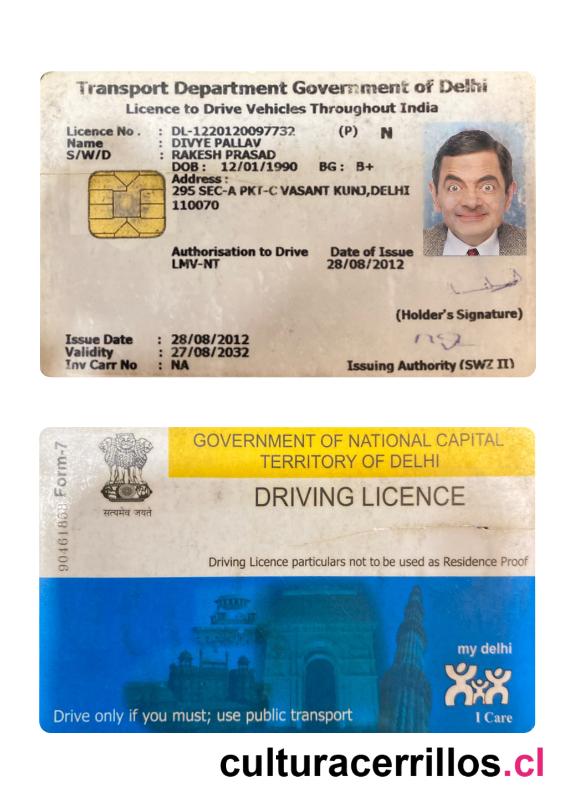 Transport Department Government of Delhi
Licence to Drive Vehicles Throughout India
Licence No . : DL-1220120097732 (P) N
Name : DIVYE PALLAV
S/W/D : RAKESH PRASAD
DOB : 12/01/1990 BG : B+
Address :
295 SEC-A PKT-C VASANT KUNJ,DELHI
110070
Authorisation to Drive Date of Issue
LMV-NT 28/08/2012
(Holder's Signature)
Issue Date : 28/08/2012
Validity : 27/08/2032
Inv Carr No : NA Issuing Authority (SWZ II)
Form-7
GOVERNMENT OF NATIONAL CAPITAL
TERRITORY OF DELHI
सत्यमेव जयते
DRIVING LICENCE
Driving Licence particulars not to be used as Residence Proof
my delhi
I Care
Drive only if you must; use public transport
culturacerrillos.cl